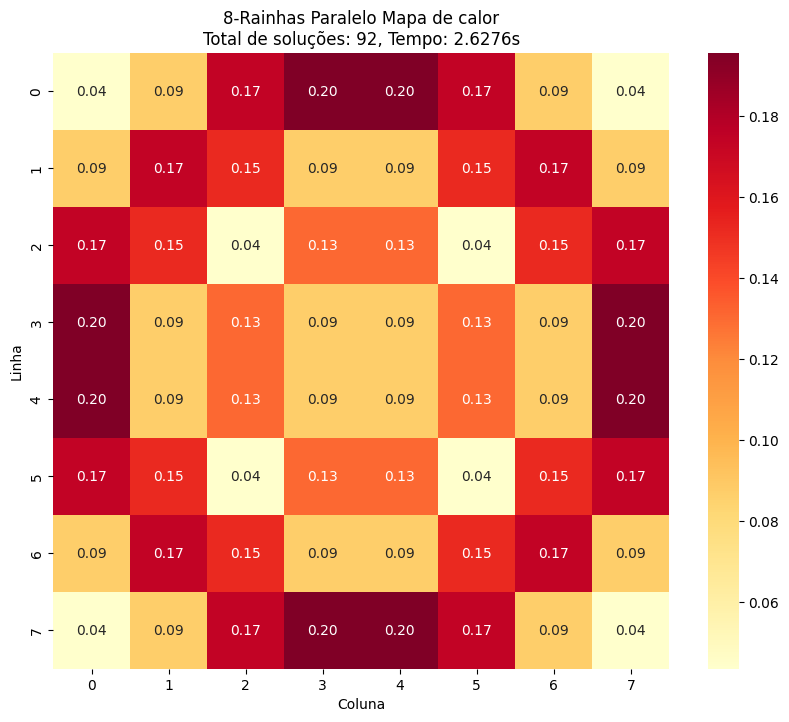 8-Rainhas Paralelo Mapa de calor
Total de soluções: 92, Tempo: 2.6276s
0 0.04 0.09 0.17 0.20 0.20 0.17 0.09 0.04
1 0.09 0.17 0.15 0.09 0.09 0.15 0.17 0.09
2 0.17 0.15 0.04 0.13 0.13 0.04 0.15 0.17
3 0.20 0.09 0.13 0.09 0.09 0.13 0.09 0.20
4 0.20 0.09 0.13 0.09 0.09 0.13 0.09 0.20
5 0.17 0.15 0.04 0.13 0.13 0.04 0.15 0.17
6 0.09 0.17 0.15 0.09 0.09 0.15 0.17 0.09
7 0.04 0.09 0.17 0.20 0.20 0.17 0.09 0.04
0 1 2 3 4 5 6 7
Linha
Coluna
0.18
0.16
0.14
0.12
0.10
0.08
0.06